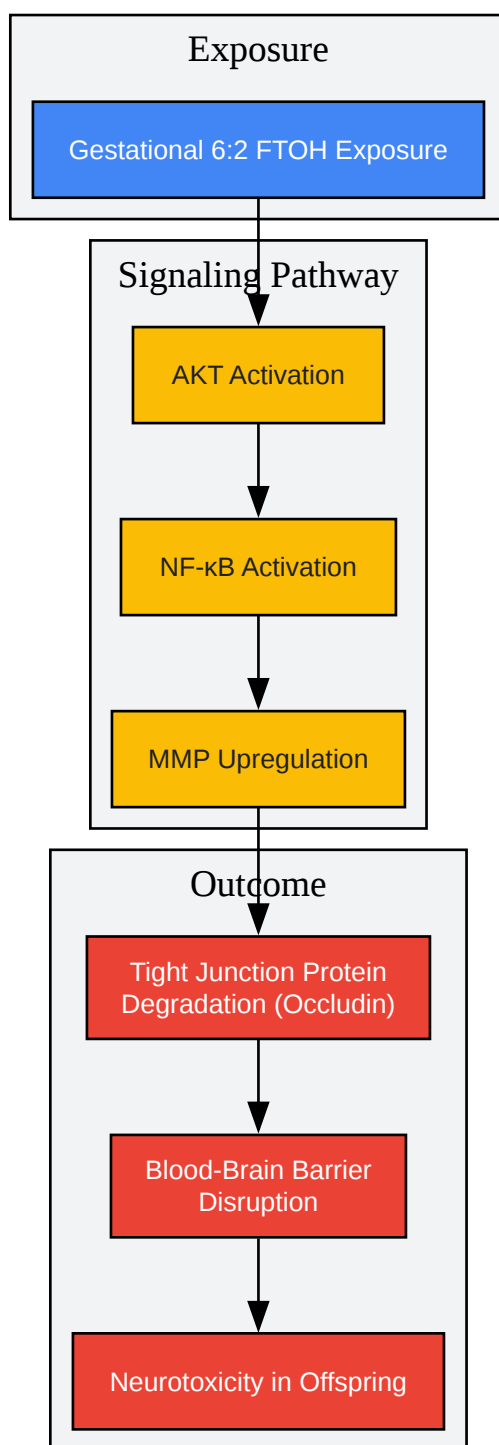 Exposure
Gestational 6:2 FTOH Exposure
Signaling Pathway
AKT Activation
NF-κB Activation
MMP Upregulation
Outcome
Tight Junction Protein
Degradation (Occludin)
Blood-Brain Barrier
Disruption
Neurotoxicity in Offspring